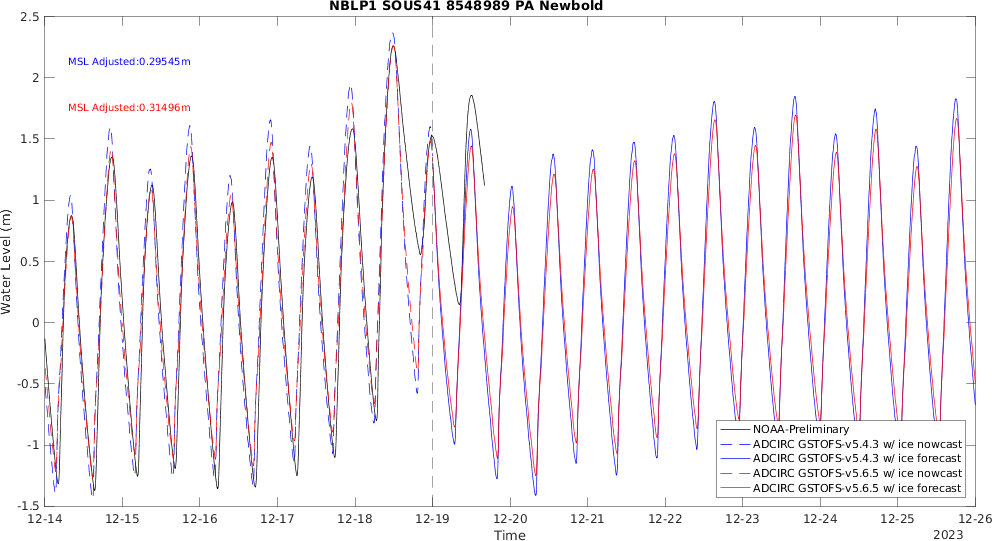 NBLP1 SOUS41 8548989 PA Newbold
MSL Adjusted:0.29545m
MSL Adjusted:0.31496m
Water Level (m)
2.5
2
1.5
1
0.5
0
-0.5
-1
-1.5
NOAA-Preliminary
ADCIRC GSTOFS-v5.4.3 w/ ice nowcast
ADCIRC GSTOFS-v5.4.3 w/ ice forecast
ADCIRC GSTOFS-v5.6.5 w/ ice nowcast
ADCIRC GSTOFS-v5.6.5 w/ ice forecast
12-14 12-15 12-16 12-17 12-18 12-19 12-20 12-21 12-22 12-23 12-24 12-25 12-26
Time
2023